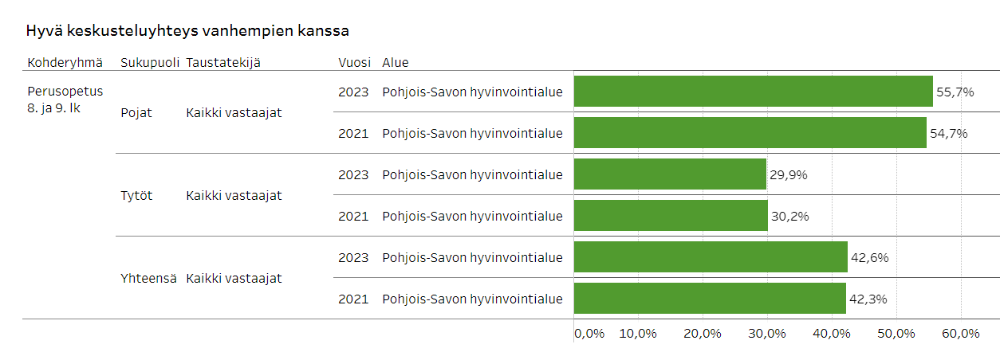 Hyvä keskusteluyhteys vanhempien kanssa
Kohderyhmä Sukupuoli Taustatekijä Vuosi Alue
Perusopetus 8. ja 9. lk
Pojat Kaikki vastaajat
2023 Pohjois-Savon hyvinvointialue 55,7%
2021 Pohjois-Savon hyvinvointialue 54,7%
Tytöt Kaikki vastaajat
2023 Pohjois-Savon hyvinvointialue 29,9%
2021 Pohjois-Savon hyvinvointialue 30,2%
Yhteensä Kaikki vastaajat
2023 Pohjois-Savon hyvinvointialue 42,6%
2021 Pohjois-Savon hyvinvointialue 42,3%
0,0% 10,0% 20,0% 30,0% 40,0% 50,0% 60,0%